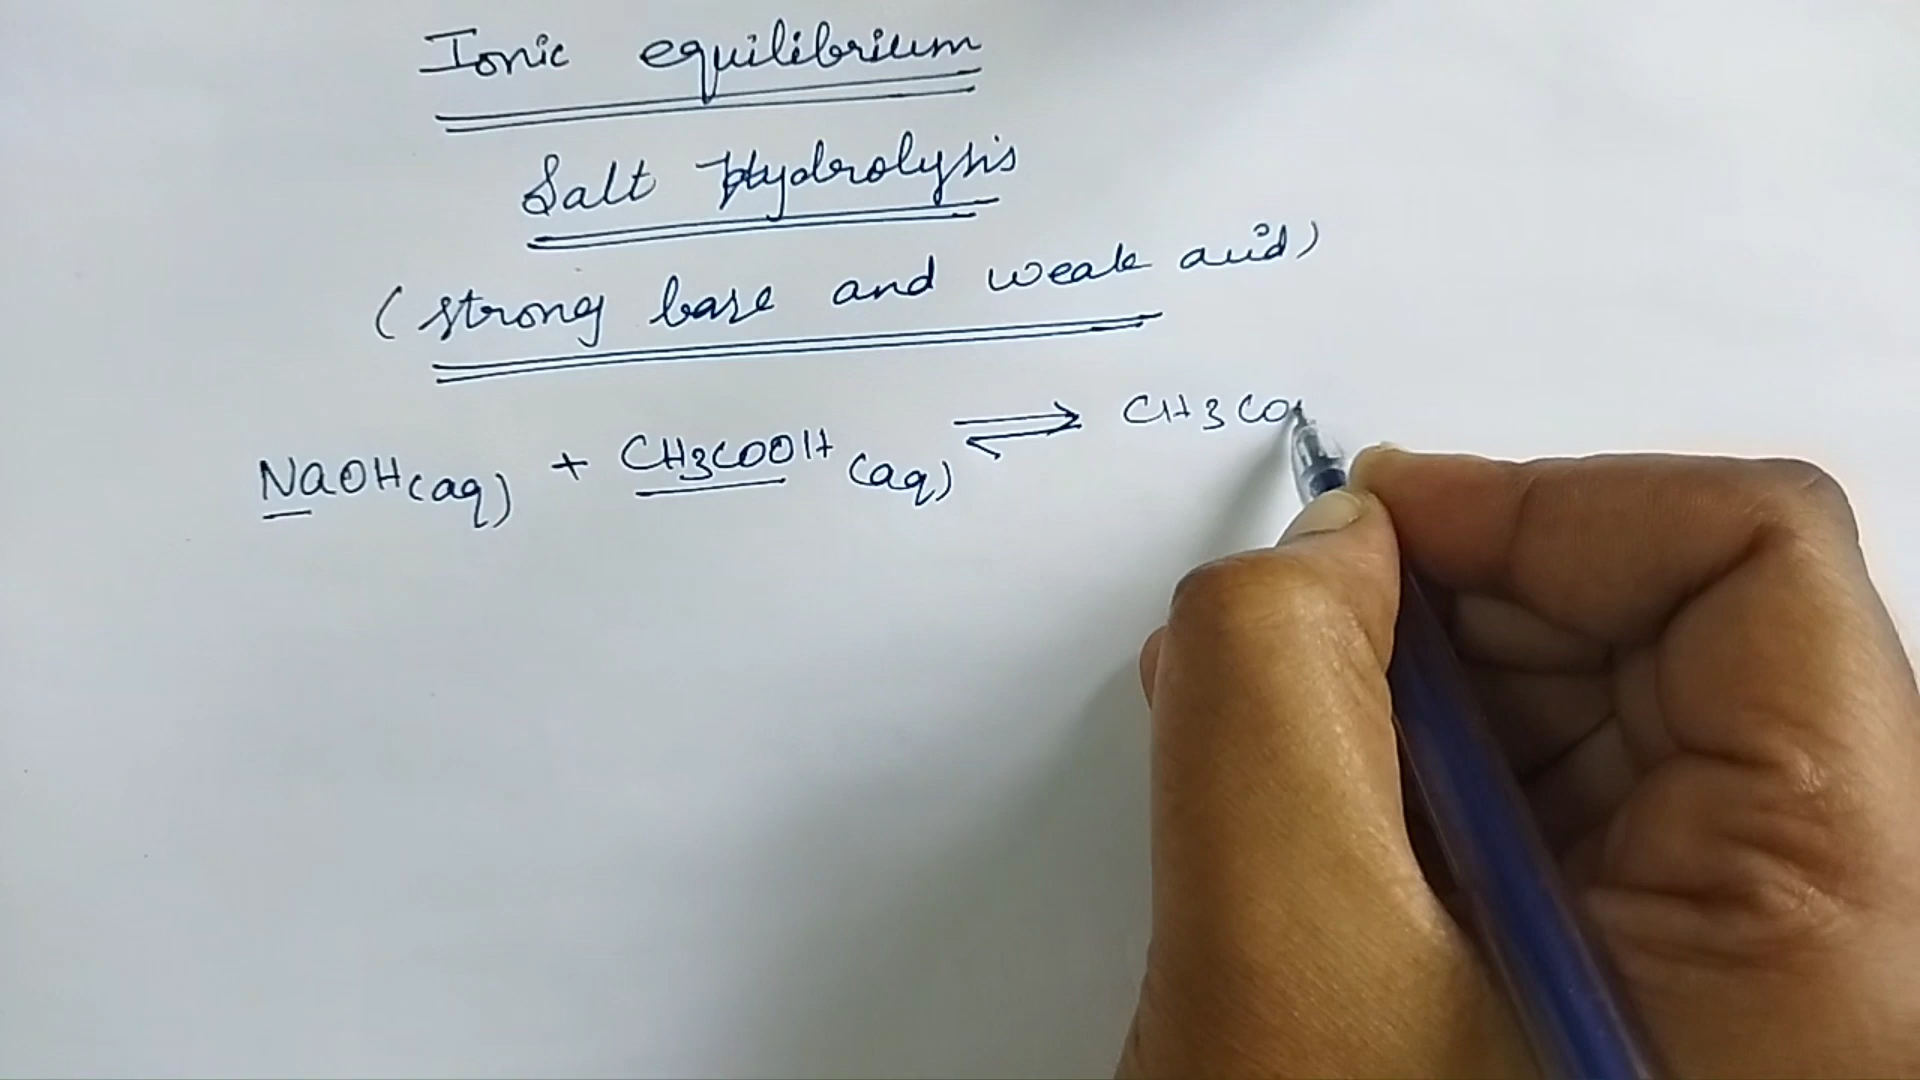 Ionic equilibrium
Salt Hydrolysis
(strong base and weak acid)
NaOH(aq) + CH3COOH (aq) ⇌ CH3CO